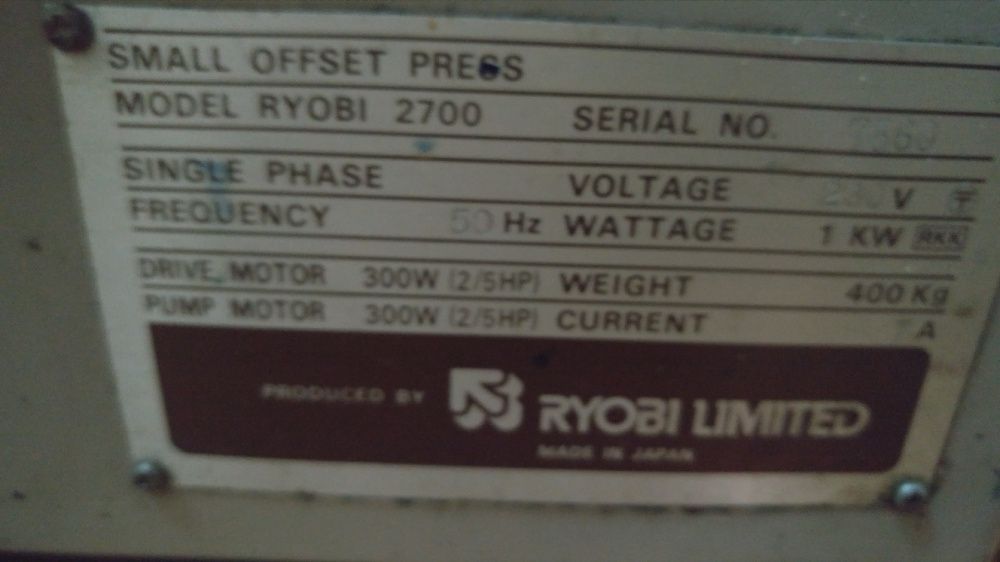 SMALL OFFSET PRESS
MODEL RYOBI 2700 SERIAL NO.
SINGLE PHASE VOLTAGE V
FREQUENCY 50 Hz WATTAGE 1 KW RKK
DRIVE MOTOR 300W (2/5HP) WEIGHT 400 Kg
PUMP MOTOR 300W (2/5HP) CURRENT A
PRODUCED BY RYOBI LIMITED
MADE IN JAPAN